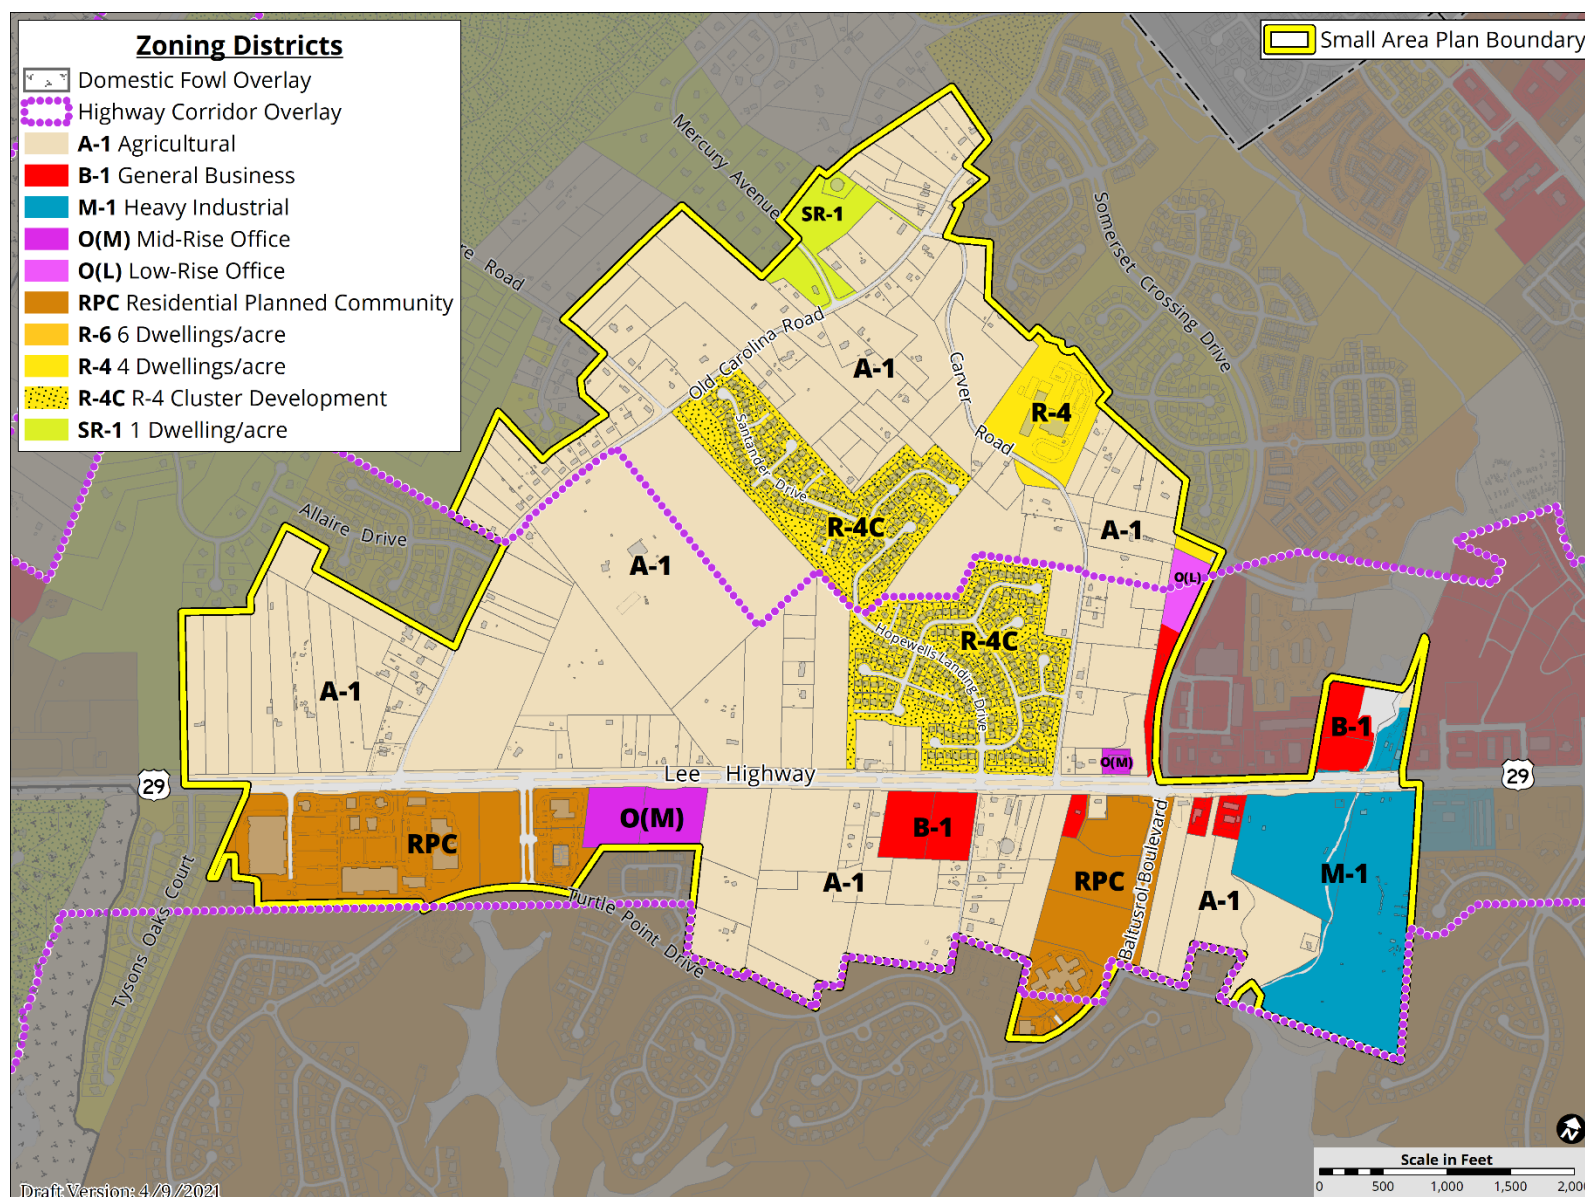 Zoning Districts
Domestic Fowl Overlay
Highway Corridor Overlay
A-1 Agricultural
B-1 General Business
M-1 Heavy Industrial
O(M) Mid-Rise Office
O(L) Low-Rise Office
RPC Residential Planned Community
R-6 6 Dwellings/acre
R-4 4 Dwellings/acre
R-4C R-4 Cluster Development
SR-1 1 Dwelling/acre
Small Area Plan Boundary
Mercury Avenue
SR-1
Somerset Crossing Drive
re Road
Old Carolina Road
A-1
Carver Road
R-4
Santander Drive
R-4C
A-1
Allaire Drive
A-1
O(L)
Hopewells Landing Drive
R-4C
A-1
B-1
O(M)
29
Lee Highway
29
RPC
O(M)
B-1
A-1
RPC
Baltusrol Boulevard
A-1
M-1
Tysons Oaks Court
Turtle Point Drive
N
Scale in Feet
0 500 1,000 1,500 2,00
Draft Version: 4/9/2021